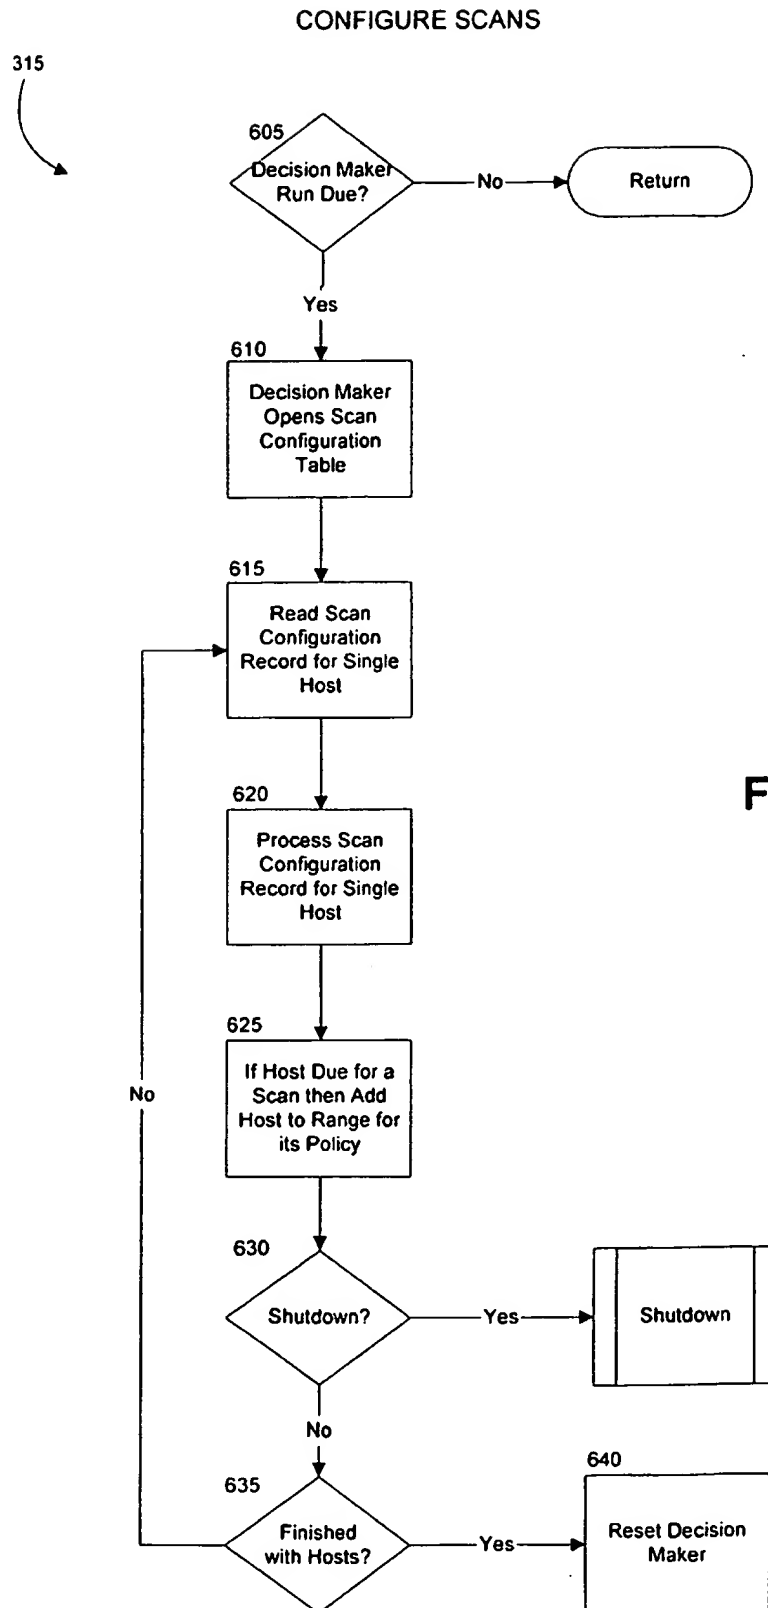 CONFIGURE SCANS
315
605
Decision Maker
Run Due?
No
Return
Yes
610
Decision Maker
Opens Scan
Configuration
Table
615
Read Scan
Configuration
Record for Single
Host
620
F
Process Scan
Configuration
Record for Single
Host
625
If Host Due for a
Scan then Add
Host to Range for
its Policy
No
630
Shutdown?
Yes
Shutdown
No
635
640
Finished
with Hosts?
Yes
Reset Decision
Maker